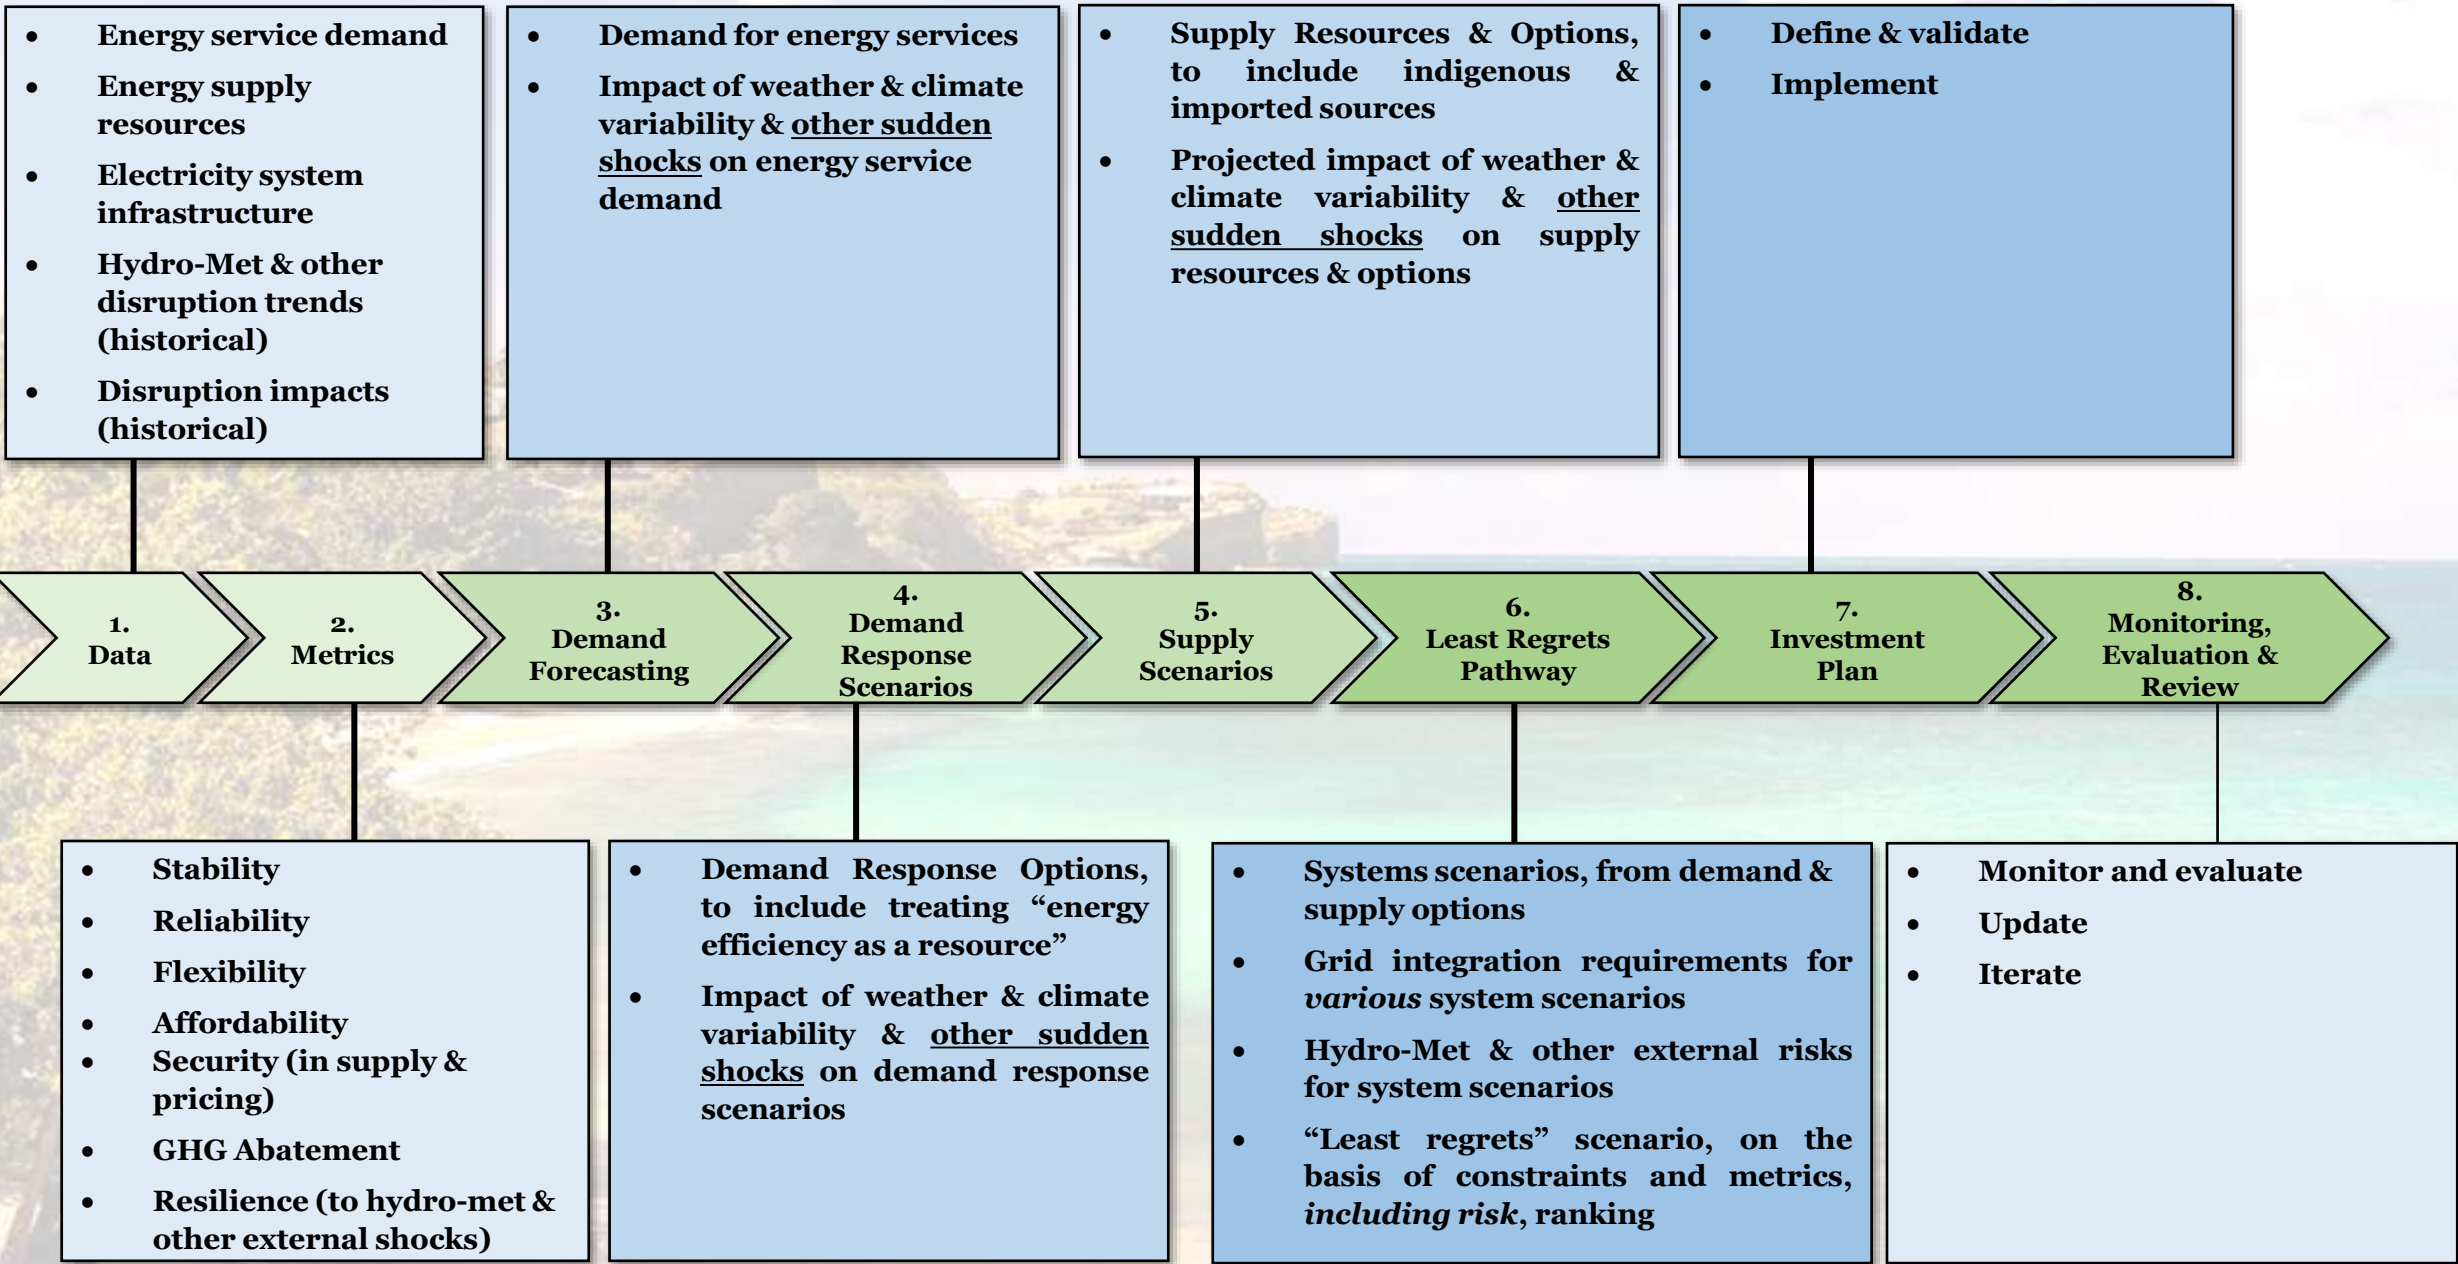 • Energy service demand
• Energy supply
resources
• Electricity system
infrastructure
• Hydro-Met & other
disruption trends
(historical)
• Disruption impacts
(historical)
• Demand for energy services
• Impact of weather & climate
variability & other sudden
shocks on energy service
demand
• Supply Resources & Options,
to include indigenous &
imported sources
• Projected impact of weather &
climate variability & other
sudden shocks on supply
resources & options
• Define & validate
• Implement
1.
Data
2.
Metrics
3.
Demand
Forecasting
4.
Demand
Response
Scenarios
5.
Supply
Scenarios
6.
Least Regrets
Pathway
7.
Investment
Plan
8.
Monitoring,
Evaluation &
Review
• Stability
• Reliability
• Flexibility
• Affordability
• Security (in supply &
pricing)
• GHG Abatement
• Resilience (to hydro-met &
other external shocks)
• Demand Response Options,
to include treating “energy
efficiency as a resource”
• Impact of weather & climate
variability & other sudden
shocks on demand response
scenarios
• Systems scenarios, from demand &
supply options
• Grid integration requirements for
various system scenarios
• Hydro-Met & other external risks
for system scenarios
• “Least regrets” scenario, on the
basis of constraints and metrics,
including risk, ranking
• Monitor and evaluate
• Update
• Iterate